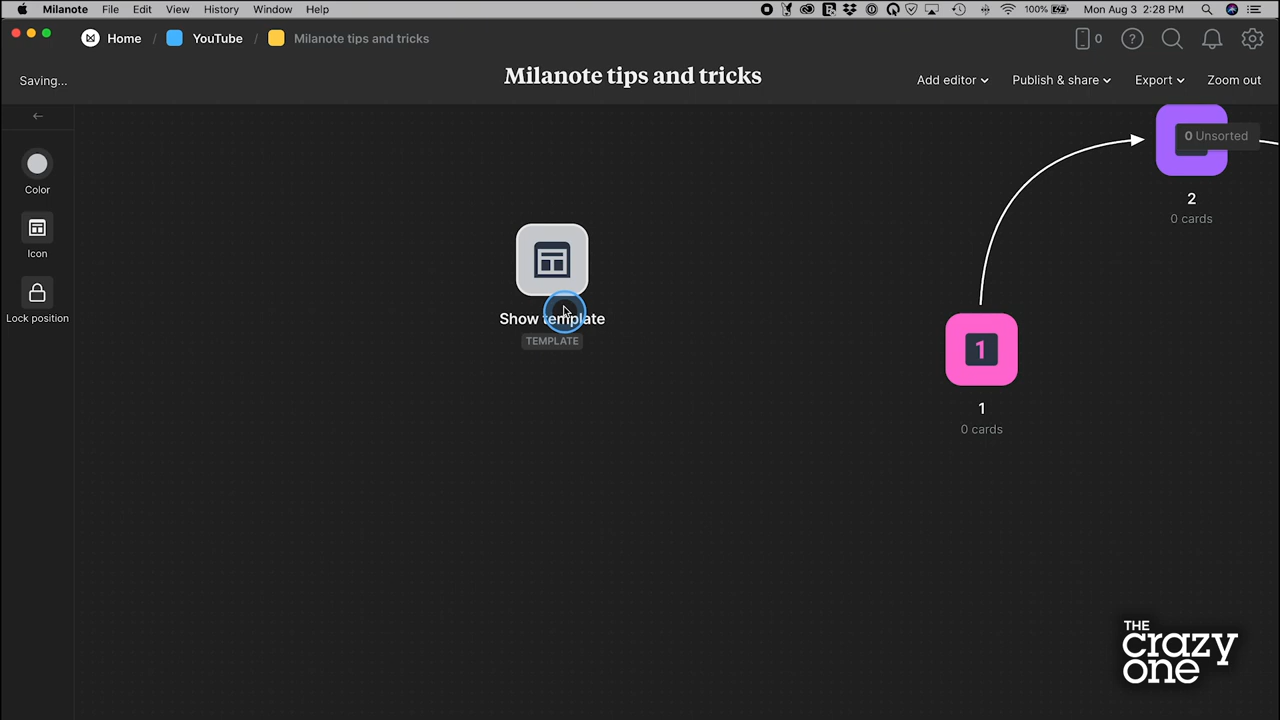 Milanote File Edit View History Window Help
100% Mon Aug 3 2:28 PM
Home / YouTube / Milanote tips and tricks
0
Saving...
Milanote tips and tricks
Add editor
Publish & share
Export
Zoom out
0 Unsorted
Color
Icon
Lock position
Show template
TEMPLATE
2
0 cards
1
1
0 cards
THE
crazy
one